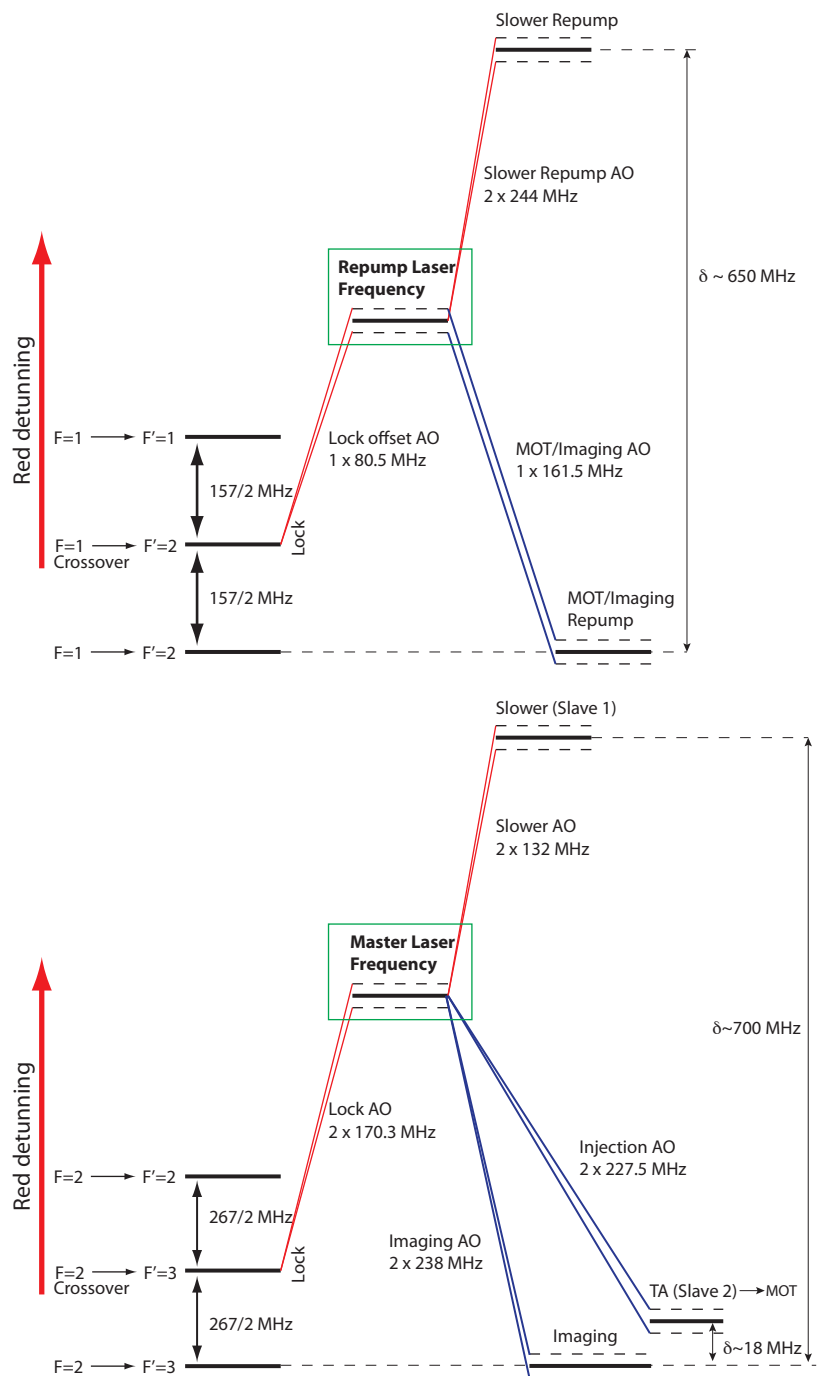 Slower Repump
Slower Repump AO
2 x 244 MHz
Repump Laser
Frequency
δ ~ 650 MHz
Red detunning
F=1 → F'=1
Lock offset AO
1 x 80.5 MHz
MOT/Imaging AO
1 x 161.5 MHz
157/2 MHz
Lock
F=1 → F'=2
Crossover
157/2 MHz
MOT/Imaging
Repump
F=1 → F'=2
Slower (Slave 1)
Slower AO
2 x 132 MHz
Master Laser
Frequency
δ~700 MHz
Red detunning
Lock AO
2 x 170.3 MHz
Injection AO
2 x 227.5 MHz
F=2 → F'=2
267/2 MHz
Imaging AO
2 x 238 MHz
Lock
F=2 → F'=3
Crossover
267/2 MHz
TA (Slave 2) → MOT
Imaging
δ~18 MHz
F=2 → F'=3